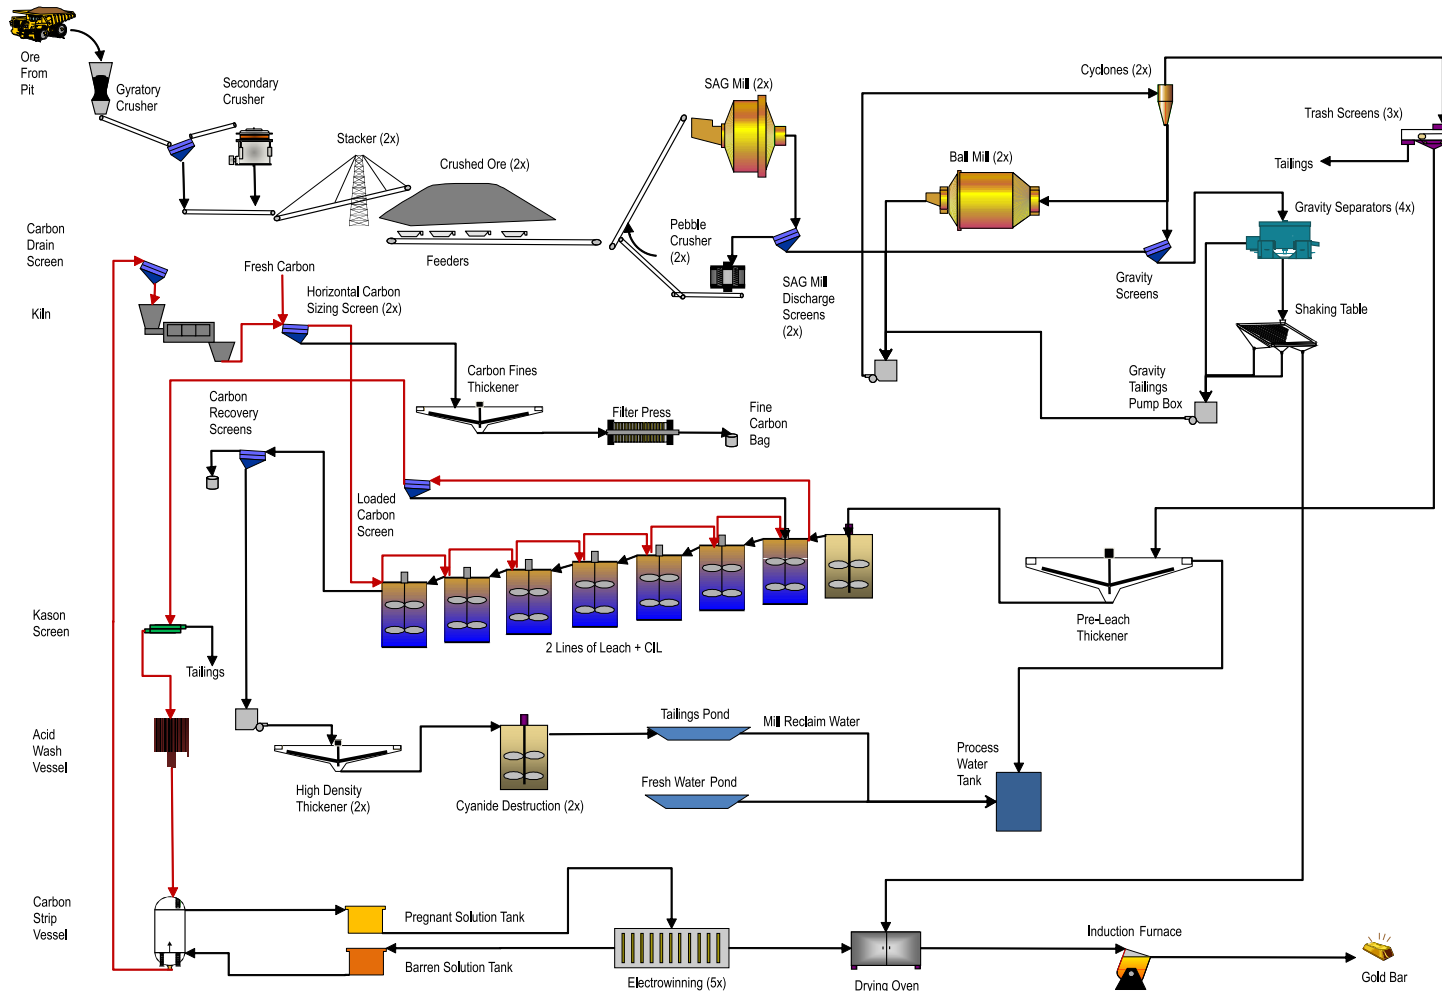 Ore
From
Pit
Gyratory
Crusher
Secondary
Crusher
Stacker (2x)
Crushed Ore (2x)
Feeders
SAG Mill (2x)
Pebble
Crusher
(2x)
SAG Mill
Discharge
Screens
(2x)
Ball Mill (2x)
Cyclones (2x)
Trash Screens (3x)
Tailings
Gravity Separators (4x)
Gravity
Screens
Shaking Table
Gravity
Tailings
Pump Box
Carbon
Drain
Screen
Kiln
Fresh Carbon
Horizontal Carbon
Sizing Screen (2x)
Carbon Fines
Thickener
Filter Press
Fine
Carbon
Bag
Carbon
Recovery
Screens
Loaded
Carbon
Screen
2 Lines of Leach + CIL
Pre-Leach
Thickener
Kason
Screen
Tailings
Acid
Wash
Vessel
High Density
Thickener (2x)
Cyanide Destruction (2x)
Tailings Pond
Mill Reclaim Water
Fresh Water Pond
Process
Water
Tank
Carbon
Strip
Vessel
Pregnant Solution Tank
Barren Solution Tank
Electrowinning (5x)
Drying Oven
Induction Furnace
Gold Bar